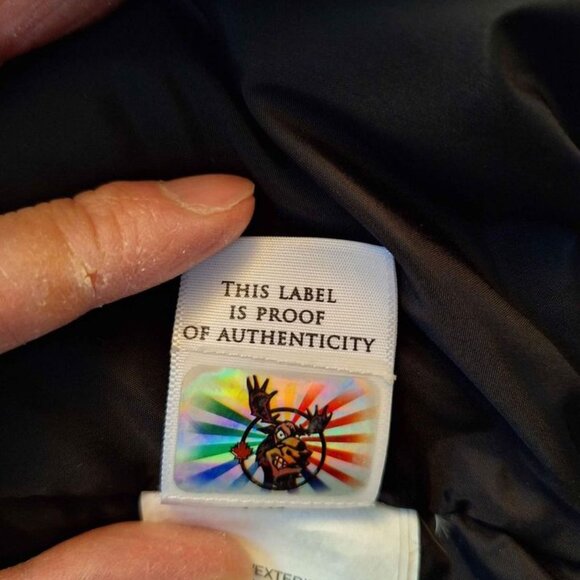 THIS LABEL
IS PROOF
OF AUTHENTICITY